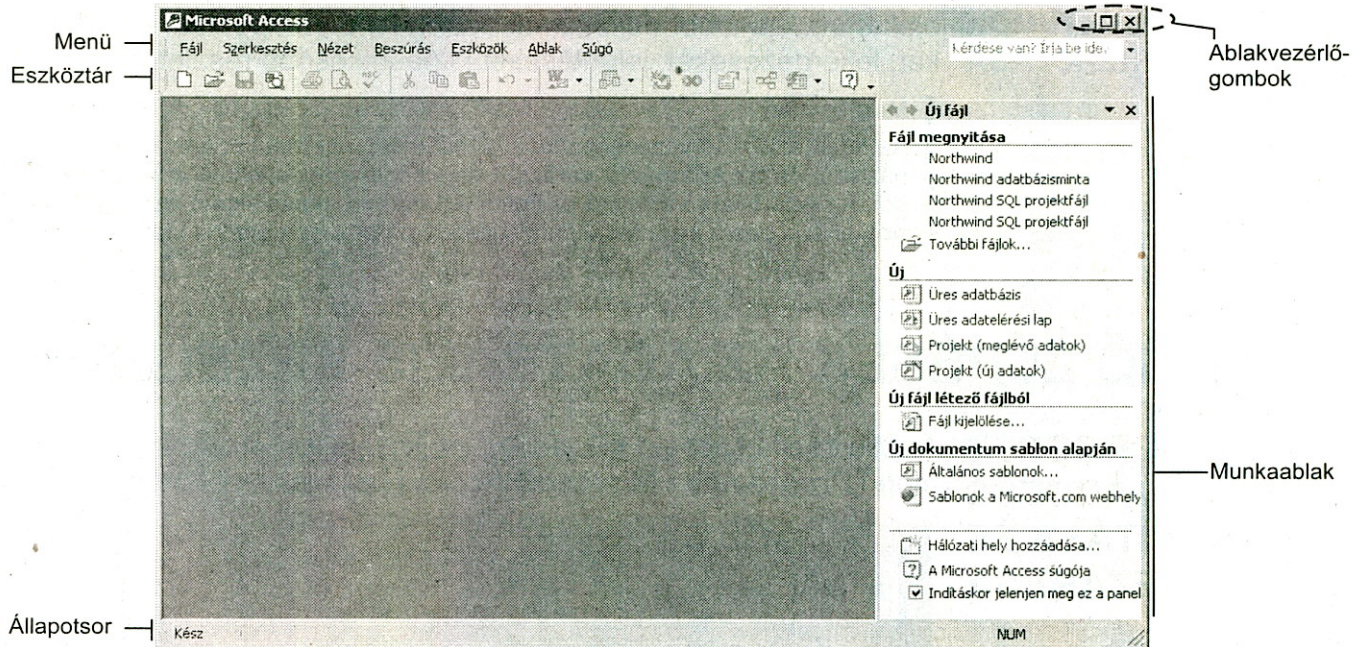 Microsoft Access
Menü
Fájl Szerkesztés Nézet Beszúrás Eszközök Ablak Súgó
Kérdése van? Írja be ide.
Ablakvezérlő-
gombok
Eszköztár
Új fájl
Fájl megnyitása
Northwind
Northwind adatbázisminta
Northwind SQL projektfájl
Northwind SQL projektfájl
További fájlok...
Új
Üres adatbázis
Üres adatelérési lap
Projekt (meglévő adatok)
Projekt (új adatok)
Új fájl létező fájlból
Fájl kijelölése...
Új dokumentum sablon alapján
Általános sablonok...
Sablonok a Microsoft.com webhely
Munkaablak
Hálózati hely hozzáadása...
A Microsoft Access súgója
Indításkor jelenjen meg ez a panel
Állapotsor
Kész NUM